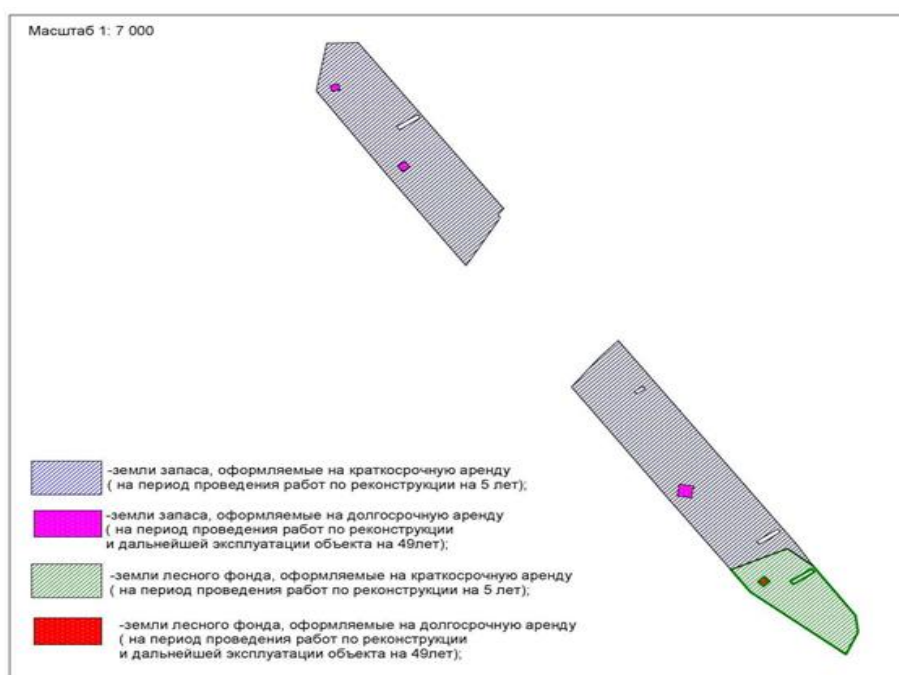 Масштаб 1: 7 000
-земли запаса, оформляемые на краткосрочную аренду
( на период проведения работ по реконструкции на 5 лет);
-земли запаса, оформляемые на долгосрочную аренду
( на период проведения работ по реконструкции
и дальнейшей эксплуатации объекта на 49лет);
-земли лесного фонда, оформляемые на краткосрочную аренду
( на период проведения работ по реконструкции на 5 лет);
-земли лесного фонда, оформляемые на долгосрочную аренду
( на период проведения работ по реконструкции
и дальнейшей эксплуатации объекта на 49лет);